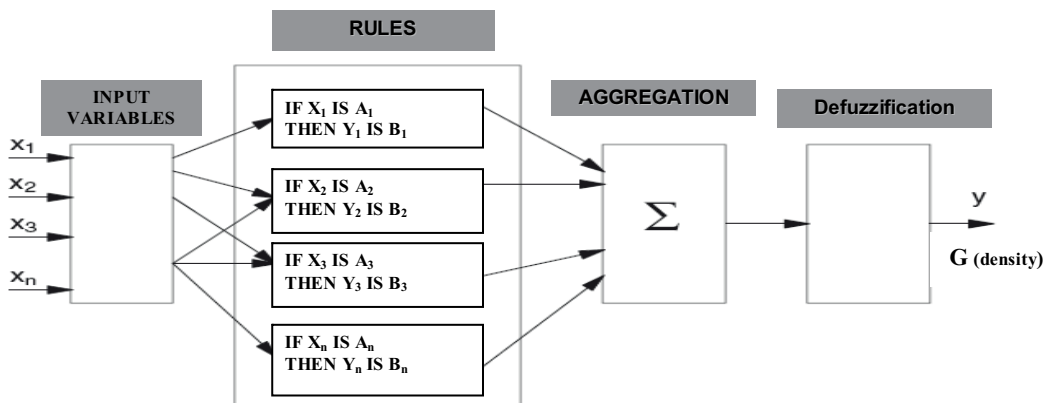 RULES
INPUT
VARIABLES
AGGREGATION
Defuzzification
x₁
x₂
x₃
xₙ
IF X₁ IS A₁
THEN Y₁ IS B₁
IF X₂ IS A₂
THEN Y₂ IS B₂
IF X₃ IS A₃
THEN Y₃ IS B₃
IF Xₙ IS Aₙ
THEN Yₙ IS Bₙ
Σ
y
G (density)